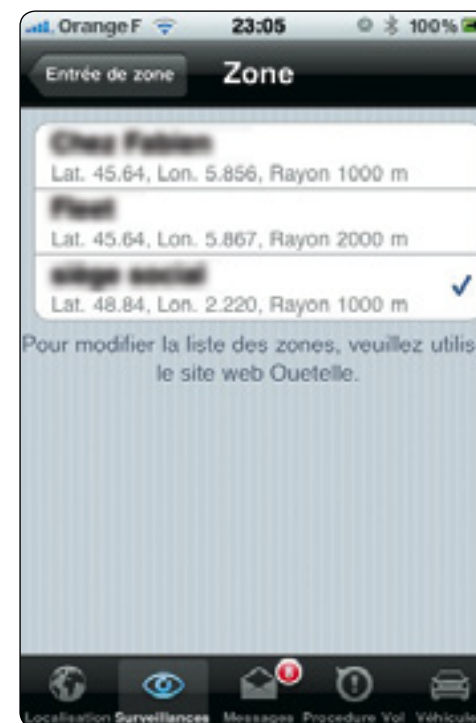 Orange F 23:05 100%
Entrée de zone Zone
Lat. 45.64, Lon. 5.856, Rayon 1000 m
Lat. 45.64, Lon. 5.867, Rayon 2000 m
Lat. 48.84, Lon. 2.220, Rayon 1000 m
Pour modifier la liste des zones, veuillez utilis
le site web Ouetelle.
Localisation Surveillances Messages Procedure Vol Véhicul